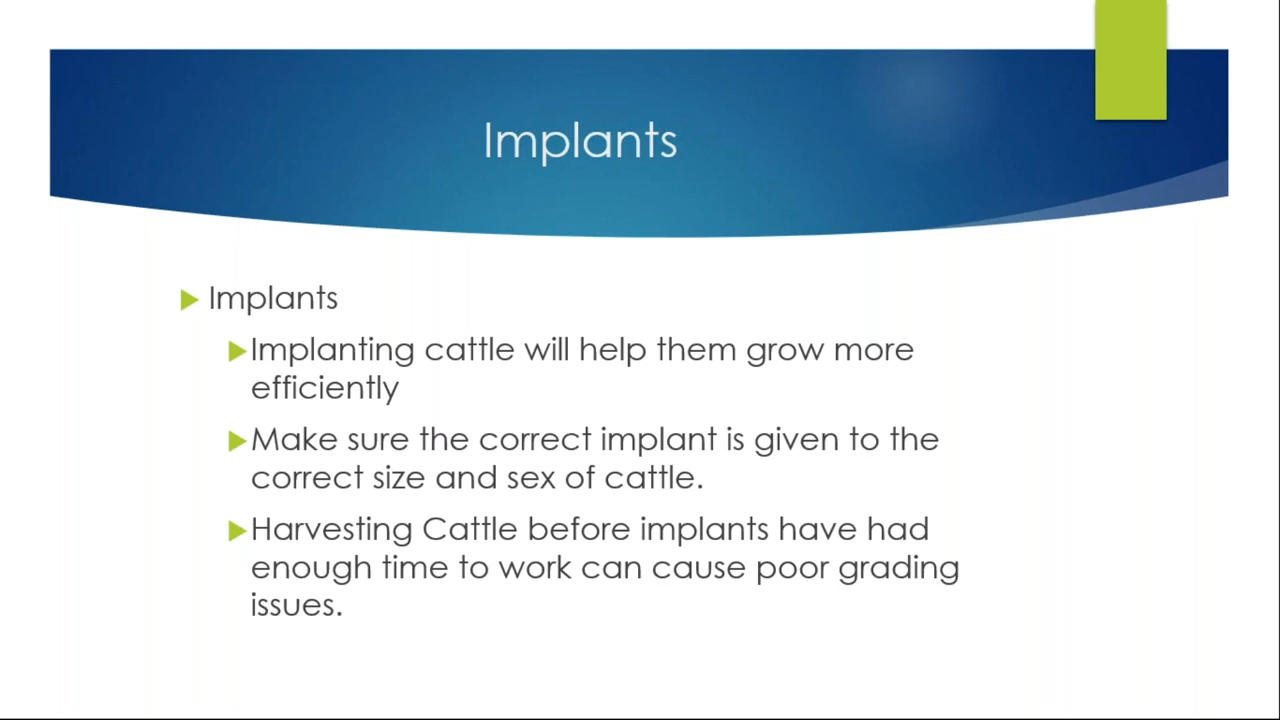 Implants
Implants
Implanting cattle will help them grow more
efficiently
Make sure the correct implant is given to the
correct size and sex of cattle.
Harvesting Cattle before implants have had
enough time to work can cause poor grading
issues.